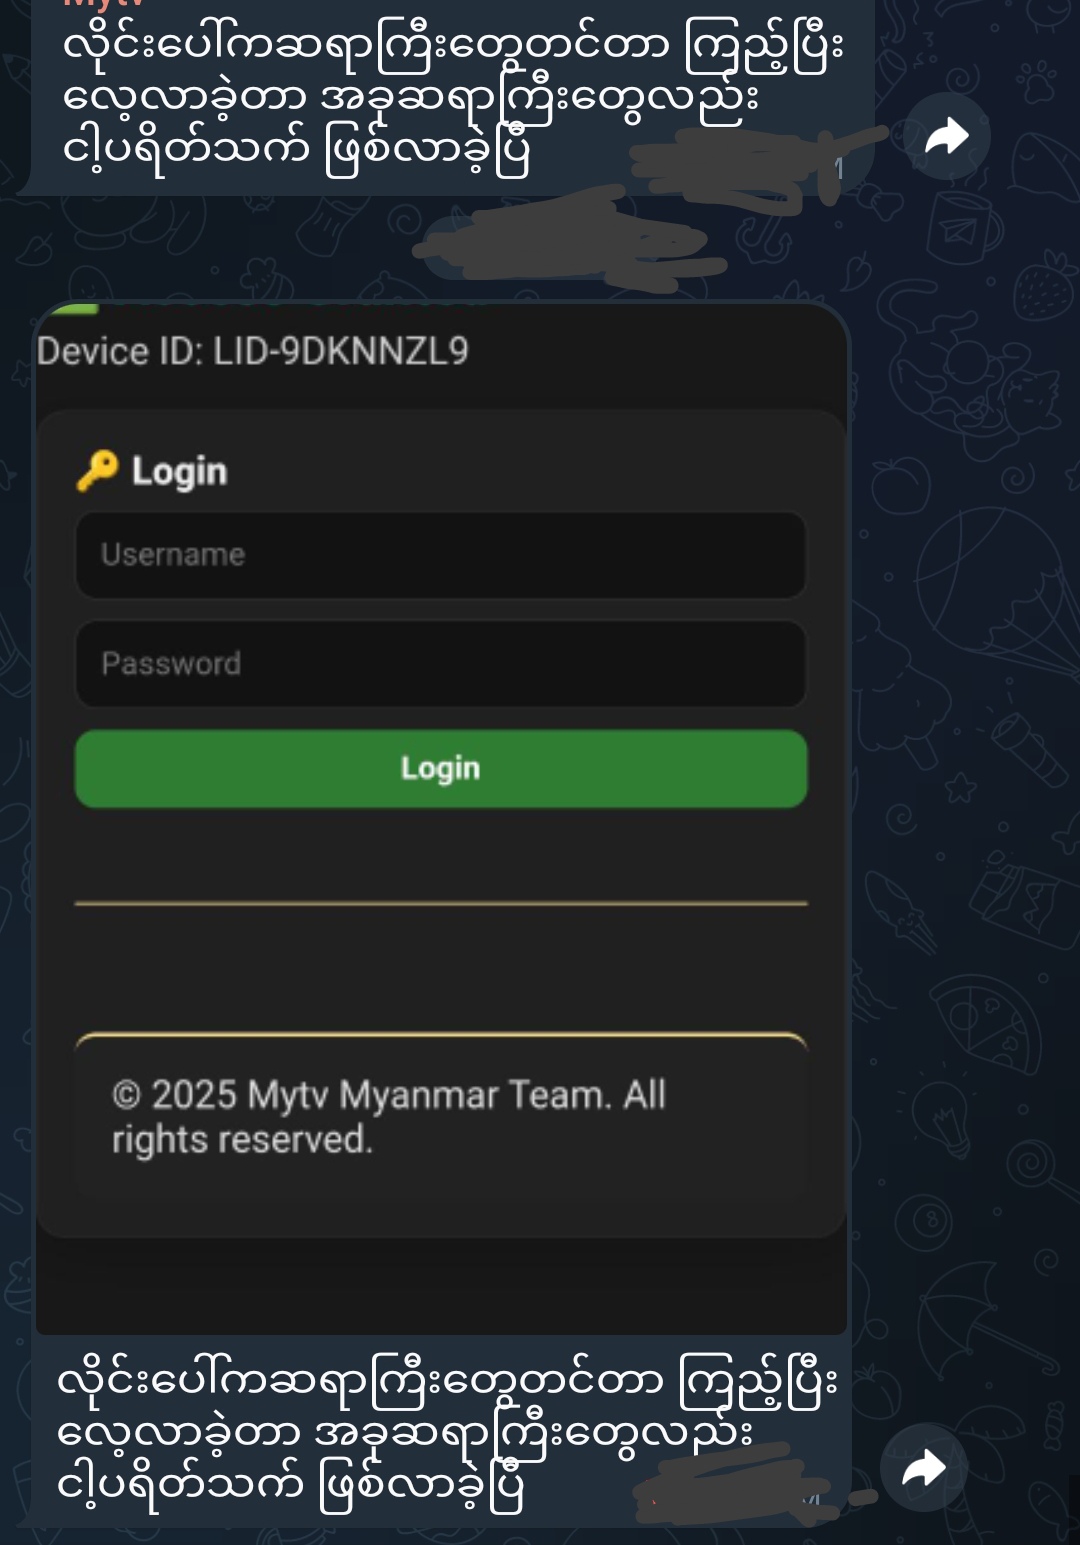 Mytv
လိုင်းပေါ်ကဆရာကြီးတွေတင်တာ ကြည့်ပြီး
လေ့လာခဲ့တာ အခုဆရာကြီးတွေလည်း
ငါ့ပရိတ်သက် ဖြစ်လာခဲ့ပြီ
Device ID: LID-9DKNNZL9
🔑 Login
Username
Password
Login
© 2025 Mytv Myanmar Team. All
rights reserved.
လိုင်းပေါ်ကဆရာကြီးတွေတင်တာ ကြည့်ပြီး
လေ့လာခဲ့တာ အခုဆရာကြီးတွေလည်း
ငါ့ပရိတ်သက် ဖြစ်လာခဲ့ပြီ